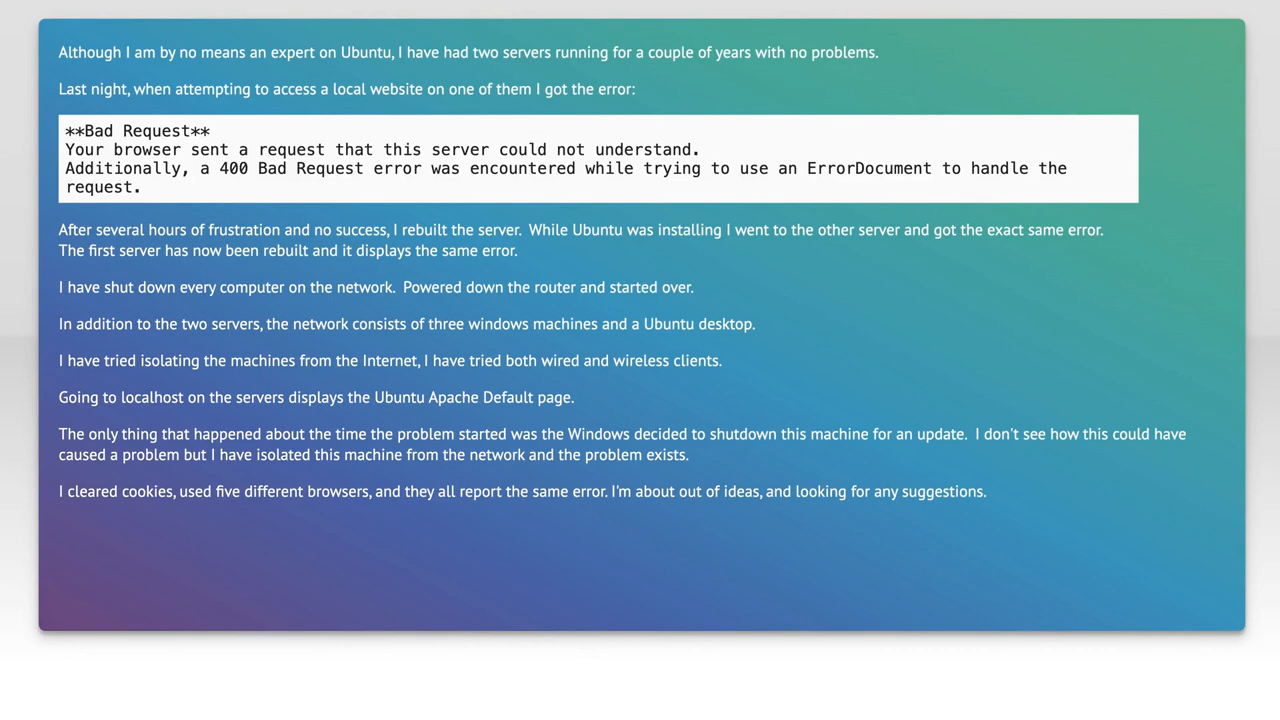 Although I am by no means an expert on Ubuntu, I have had two servers running for a couple of years with no problems.
Last night, when attempting to access a local website on one of them I got the error:
**Bad Request**
Your browser sent a request that this server could not understand.
Additionally, a 400 Bad Request error was encountered while trying to use an ErrorDocument to handle the
request.
After several hours of frustration and no success, I rebuilt the server.  While Ubuntu was installing I went to the other server and got the exact same error.
The first server has now been rebuilt and it displays the same error.
I have shut down every computer on the network.  Powered down the router and started over.
In addition to the two servers, the network consists of three windows machines and a Ubuntu desktop.
I have tried isolating the machines from the Internet, I have tried both wired and wireless clients.
Going to localhost on the servers displays the Ubuntu Apache Default page.
The only thing that happened about the time the problem started was the Windows decided to shutdown this machine for an update.  I don't see how this could have
caused a problem but I have isolated this machine from the network and the problem exists.
I cleared cookies, used five different browsers, and they all report the same error. I'm about out of ideas, and looking for any suggestions.